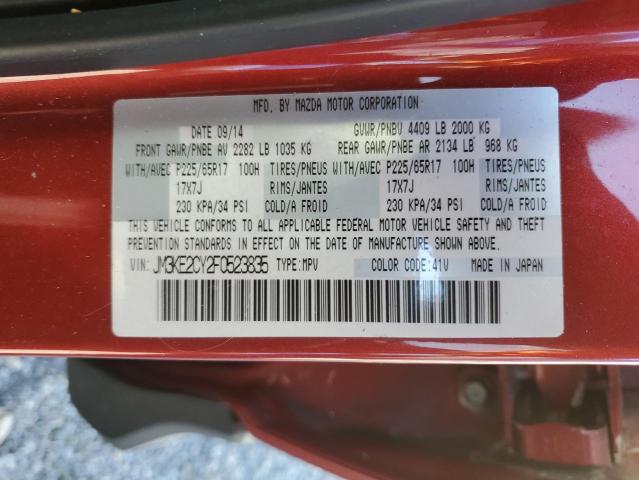 MFD. BY MAZDA MOTOR CORPORATION
DATE 09/14 GVWR/PNBV 4409 LB 2000 KG
FRONT GAWR/PNBE AV 2282 LB 1035 KG REAR GAWR/PNBE AR 2134 LB 968 KG
WITH/AVEC P225/65R17 100H TIRES/PNEUS WITH/AVEC P225/65R17 100H TIRES/PNEUS
17X7J RIMS/JANTES 17X7J RIMS/JANTES
230 KPA/34 PSI COLD/A FROID 230 KPA/34 PSI COLD/A FROID
THIS VEHICLE CONFORMS TO ALL APPLICABLE FEDERAL MOTOR VEHICLE SAFETY AND THEFT
PREVENTION STANDARDS IN EFFECT ON THE DATE OF MANUFACTURE SHOWN ABOVE.
VIN: JM3KE2CY2F0523835 TYPE:MPV COLOR CODE:41V MADE IN JAPAN